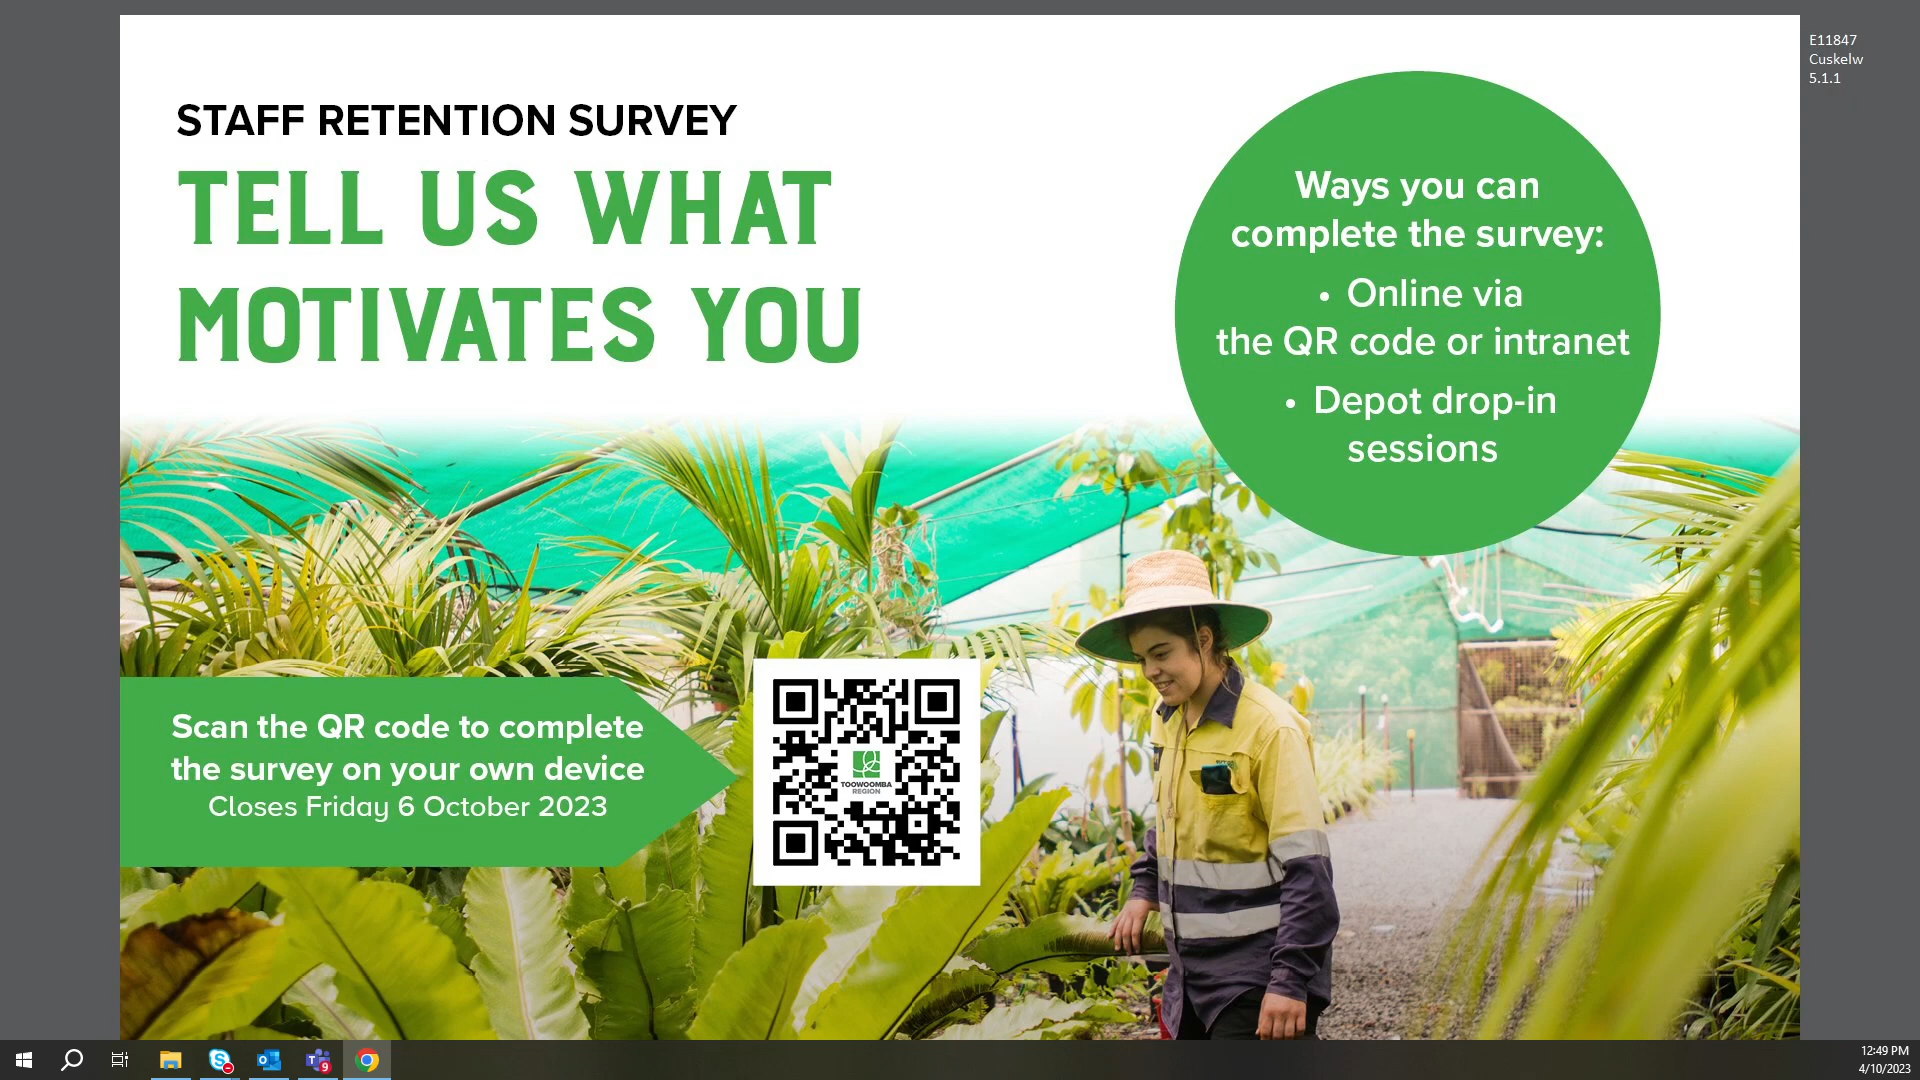 E11847
Cuskelw
5.1.1
STAFF RETENTION SURVEY
TELL US WHAT
MOTIVATES YOU
Ways you can
complete the survey:
• Online via
the QR code or intranet
• Depot drop-in
sessions
Scan the QR code to complete
the survey on your own device
Closes Friday 6 October 2023
TOOWOOMBA
REGION
9
12:49 PM
4/10/2023